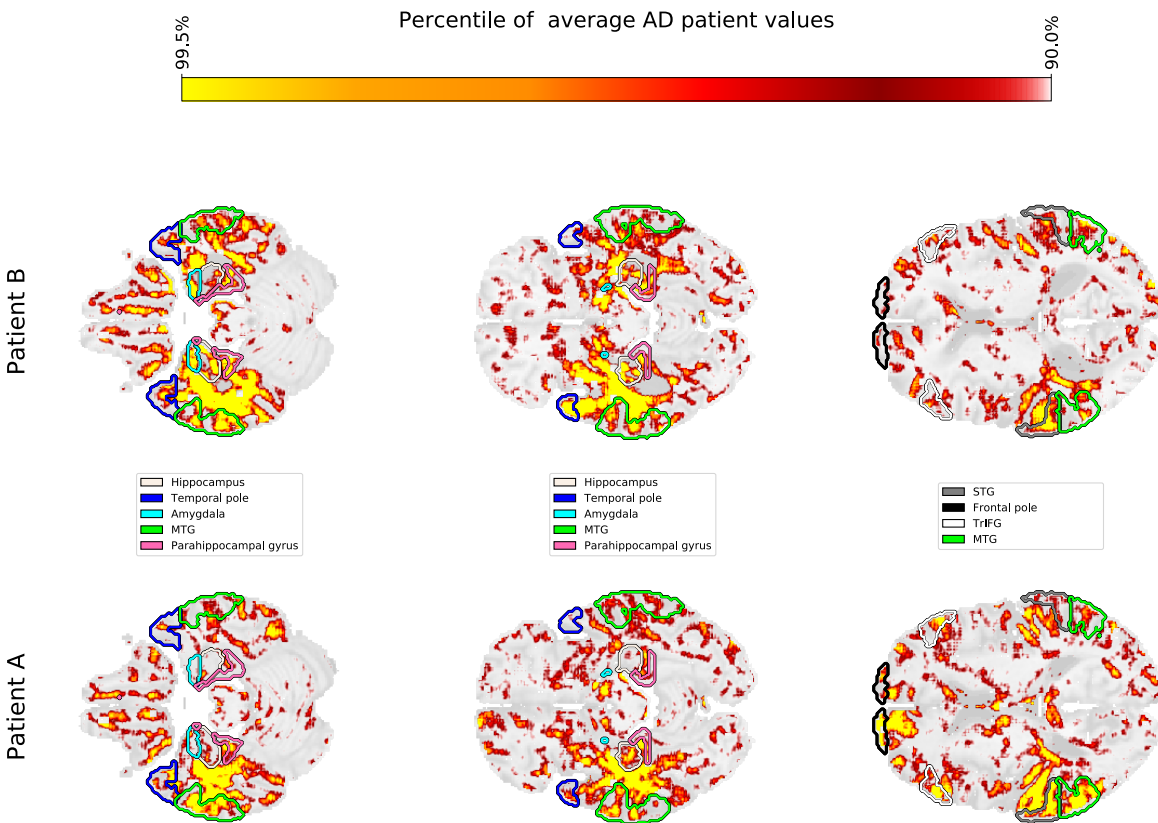 Percentile of  average AD patient values
99.5%
90.0%
Patient B
Hippocampus
Temporal pole
Amygdala
MTG
Parahippocampal gyrus
Hippocampus
Temporal pole
Amygdala
MTG
Parahippocampal gyrus
STG
Frontal pole
TrIFG
MTG
Patient A